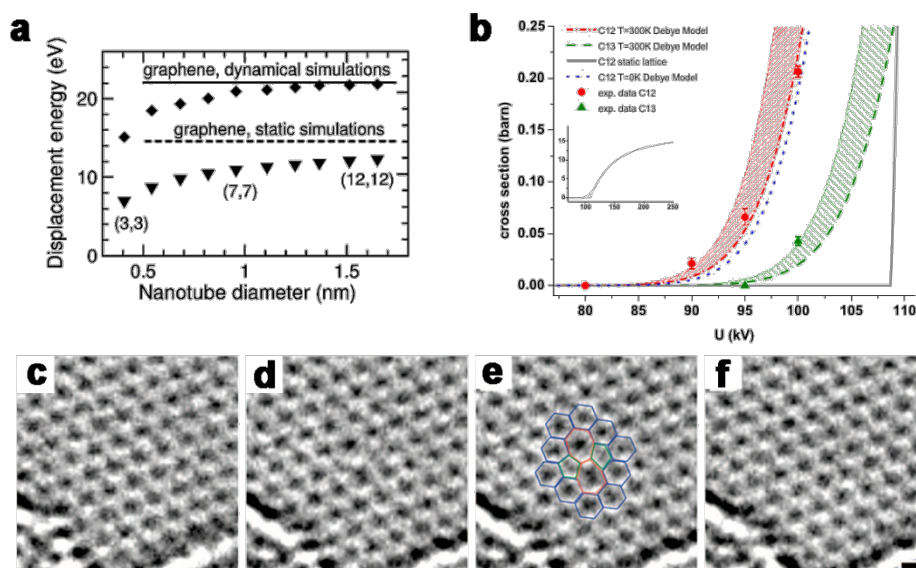 a
Displacement energy (eV)
20
10
0
graphene, dynamical simulations
graphene, static simulations
(3,3)
(7,7)
(12,12)
0.5
1
1.5
Nanotube diameter (nm)
b
cross section (barn)
0.25
0.20
0.15
0.10
0.05
0.00
C12 T=300K Debye Model
C13 T=300K Debye Model
C12 static lattice
C12 T=0K Debye Model
exp. data C12
exp. data C13
15
10
5
0
50
100
150
200
250
80
85
90
95
100
105
110
U (kV)
c
d
e
f